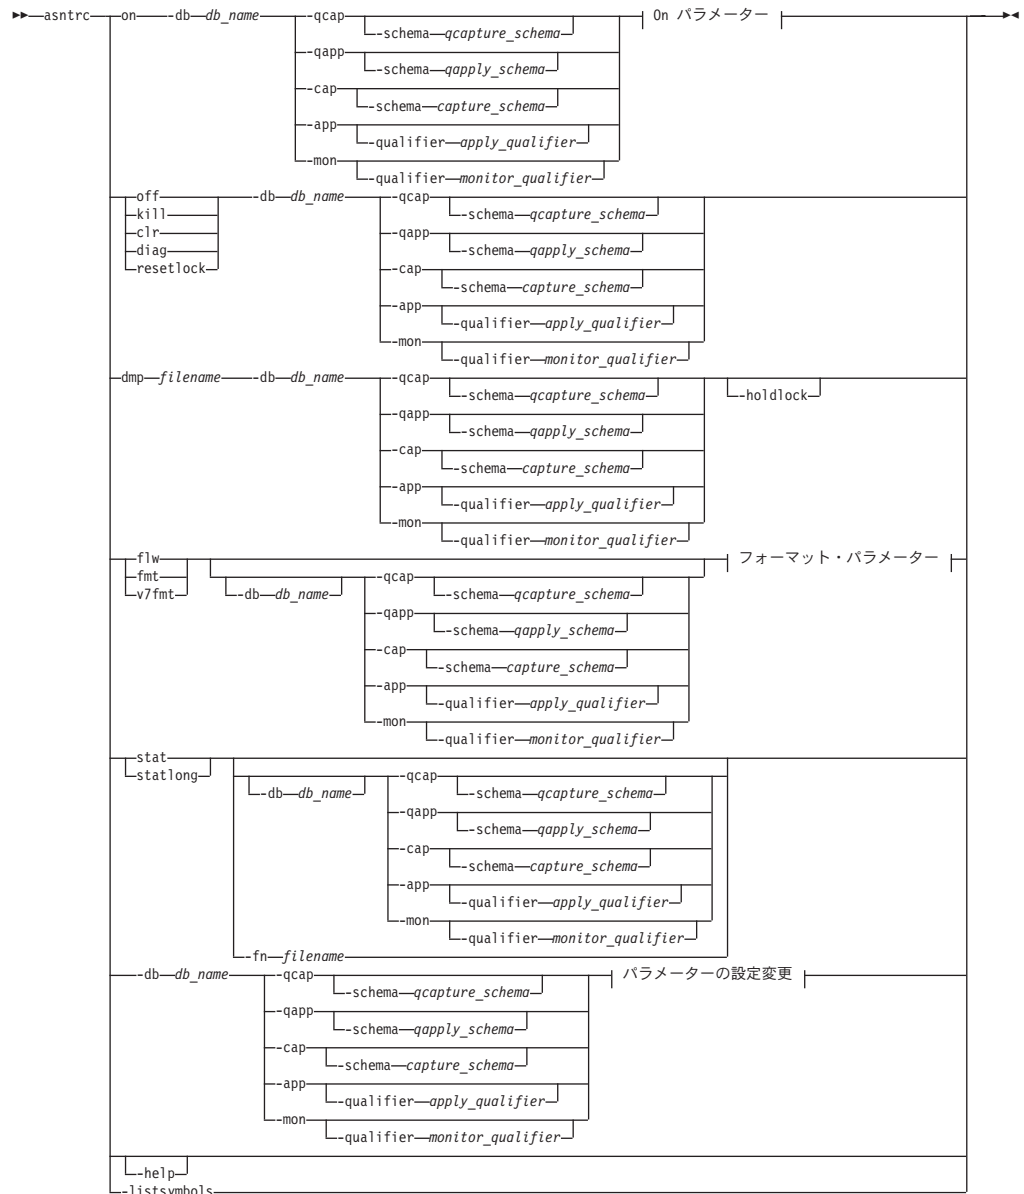 asntrc on -db db_name -qcap On パラメーター
-schema qcapture_schema
-qapp
-schema qapply_schema
-cap
-schema capture_schema
-app
-qualifier apply_qualifier
-mon
-qualifier monitor_qualifier
off -db db_name -qcap
kill -schema qcapture_schema
clr -qapp
diag -schema qapply_schema
resetlock -cap
-schema capture_schema
-app
-qualifier apply_qualifier
-mon
-qualifier monitor_qualifier
dmp filename -db db_name -qcap
-schema qcapture_schema -holdlock
-qapp
-schema qapply_schema
-cap
-schema capture_schema
-app
-qualifier apply_qualifier
-mon
-qualifier monitor_qualifier
flw フォーマット・パラメーター
fmt -qcap
v7fmt -db db_name -schema qcapture_schema
-qapp
-schema qapply_schema
-cap
-schema capture_schema
-app
-qualifier apply_qualifier
-mon
-qualifier monitor_qualifier
stat
statlong -qcap
-db db_name -schema qcapture_schema
-qapp
-schema qapply_schema
-cap
-schema capture_schema
-app
-qualifier apply_qualifier
-mon
-qualifier monitor_qualifier
-fn filename
-db db_name -qcap パラメーターの設定変更
-schema qcapture_schema
-qapp
-schema qapply_schema
-cap
-schema capture_schema
-app
-qualifier apply_qualifier
-mon
-qualifier monitor_qualifier
-help
-listsymbols